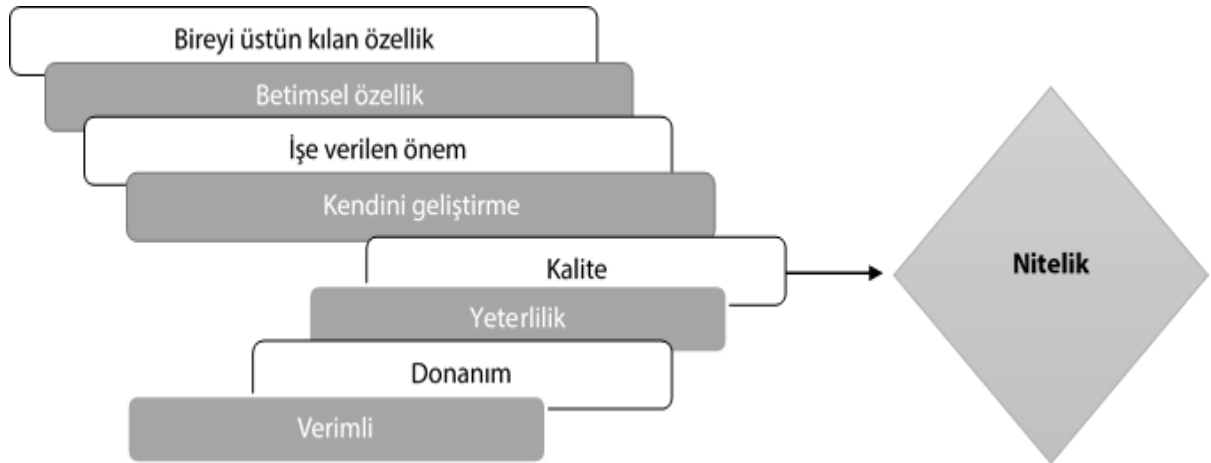 Bireyi üstün kılan özellik
Betimsel özellik
İşe verilen önem
Kendini geliştirme
Kalite
Nitelik
Yeterlilik
Donanım
Verimli